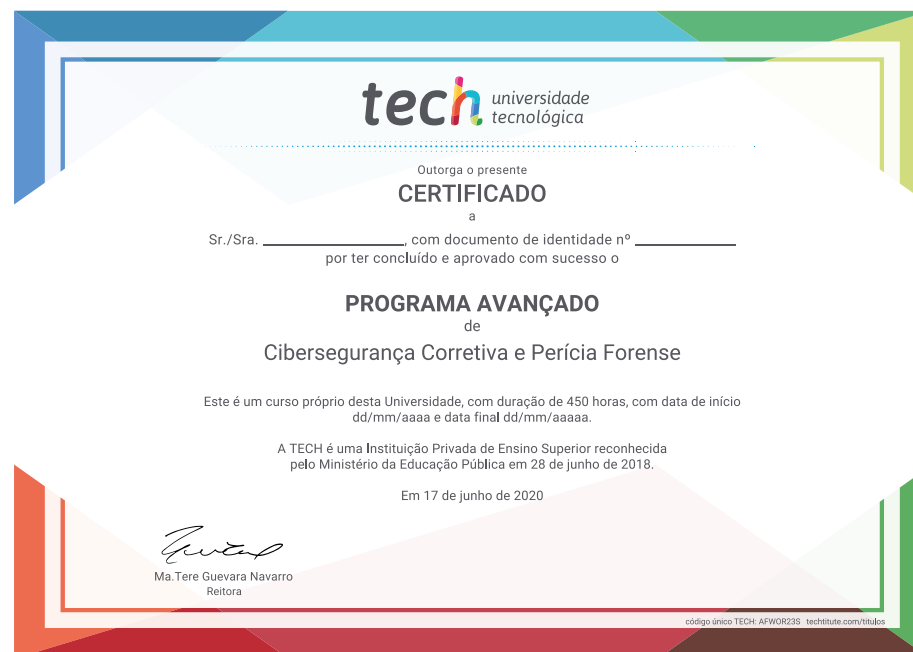 tech universidade
tecnológica
Outorga o presente
CERTIFICADO
a
Sr./Sra. ________________, com documento de identidade nº ____________
por ter concluído e aprovado com sucesso o
PROGRAMA AVANÇADO
de
Cibersegurança Corretiva e Perícia Forense
Este é um curso próprio desta Universidade, com duração de 450 horas, com data de início
dd/mm/aaaa e data final dd/mm/aaaaa.
A TECH é uma Instituição Privada de Ensino Superior reconhecida
pelo Ministério da Educação Pública em 28 de junho de 2018.
Em 17 de junho de 2020
Ma.Tere Guevara Navarro
Reitora
código único TECH: AFWOR23S techtitute.com/titulos